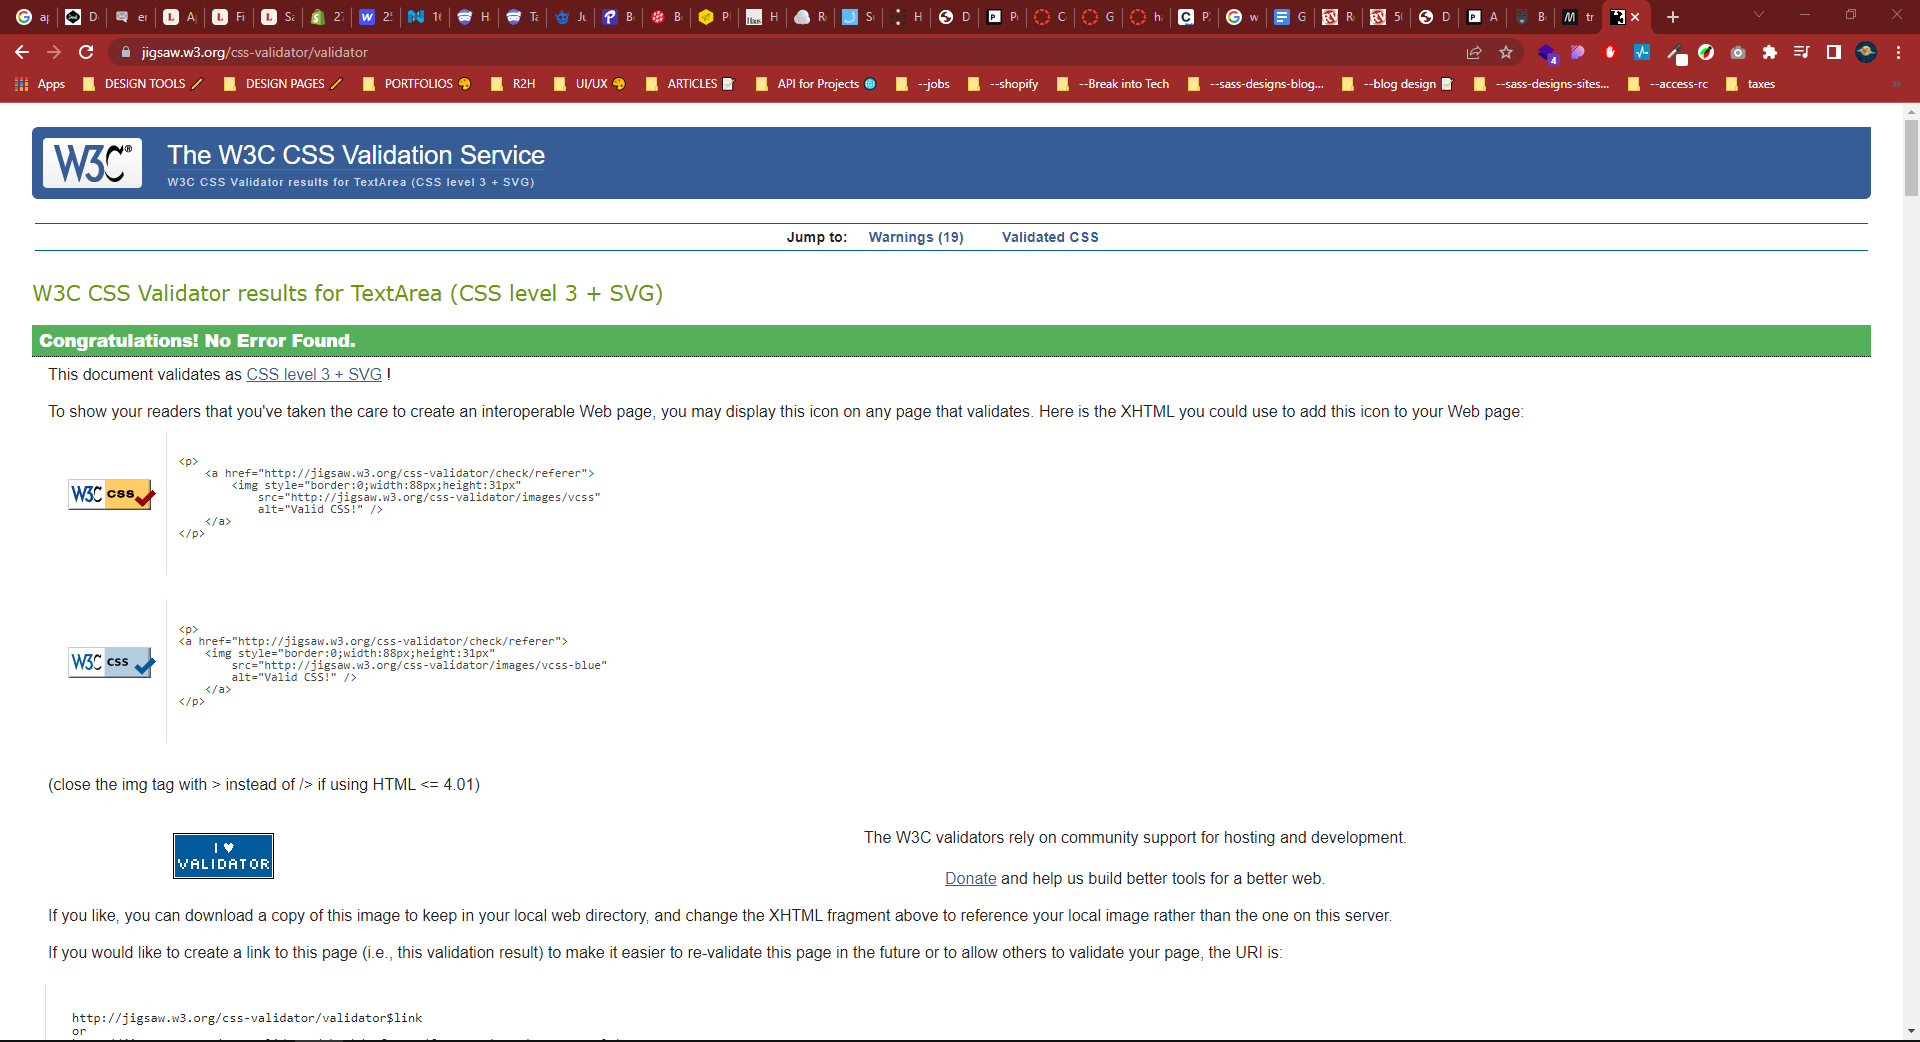 jigsaw.w3.org/css-validator/validator
4
Apps DESIGN TOOLS DESIGN PAGES PORTFOLIOS R2H UI/UX ARTICLES API for Projects --jobs --shopify --Break into Tech --sass-designs-blog... --blog design --sass-designs-sites... --access-rc taxes
W3C® The W3C CSS Validation Service
W3C CSS Validator results for TextArea (CSS level 3 + SVG)
Jump to: Warnings (19) Validated CSS
W3C CSS Validator results for TextArea (CSS level 3 + SVG)
Congratulations! No Error Found.
This document validates as CSS level 3 + SVG !
To show your readers that you've taken the care to create an interoperable Web page, you may display this icon on any page that validates. Here is the XHTML you could use to add this icon to your Web page:
W3C css
<p>
<a href="http://jigsaw.w3.org/css-validator/check/referer">
<img style="border:0;width:88px;height:31px"
src="http://jigsaw.w3.org/css-validator/images/vcss"
alt="Valid CSS!" />
</a>
</p>
W3C css
<p>
<a href="http://jigsaw.w3.org/css-validator/check/referer">
<img style="border:0;width:88px;height:31px"
src="http://jigsaw.w3.org/css-validator/images/vcss-blue"
alt="Valid CSS!" />
</a>
</p>
(close the img tag with > instead of /> if using HTML <= 4.01)
I ♥
VALIDATOR
The W3C validators rely on community support for hosting and development.
Donate and help us build better tools for a better web.
If you like, you can download a copy of this image to keep in your local web directory, and change the XHTML fragment above to reference your local image rather than the one on this server.
If you would like to create a link to this page (i.e., this validation result) to make it easier to re-validate this page in the future or to allow others to validate your page, the URI is:
http://jigsaw.w3.org/css-validator/validator$link
or